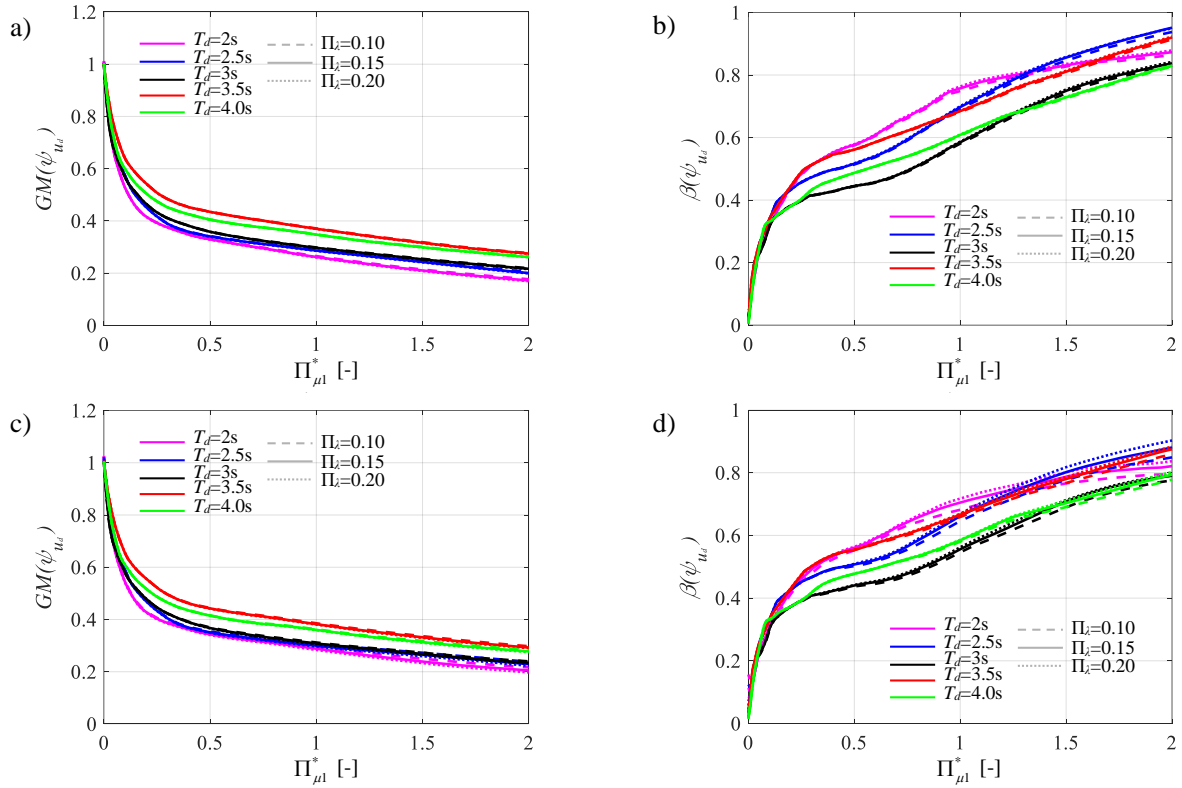 a)
1.2
1
0.8
0.6
0.4
0.2
0
0
0.5
1
1.5
2
GM(ψ_{u_d})
Π*_{μ1} [-]
T_d=2s
T_d=2.5s
T_d=3s
T_d=3.5s
T_d=4.0s
Π_λ=0.10
Π_λ=0.15
Π_λ=0.20
b)
1
0.8
0.6
0.4
0.2
0
0
0.5
1
1.5
2
β(ψ_{u_d})
Π*_{μ1} [-]
T_d=2s
T_d=2.5s
T_d=3s
T_d=3.5s
T_d=4.0s
Π_λ=0.10
Π_λ=0.15
Π_λ=0.20
c)
1.2
1
0.8
0.6
0.4
0.2
0
0
0.5
1
1.5
2
GM(ψ_{u_d})
Π*_{μ1} [-]
T_d=2s
T_d=2.5s
T_d=3s
T_d=3.5s
T_d=4.0s
Π_λ=0.10
Π_λ=0.15
Π_λ=0.20
d)
1
0.8
0.6
0.4
0.2
0
0
0.5
1
1.5
2
β(ψ_{u_d})
Π*_{μ1} [-]
T_d=2s
T_d=2.5s
T_d=3s
T_d=3.5s
T_d=4.0s
Π_λ=0.10
Π_λ=0.15
Π_λ=0.20